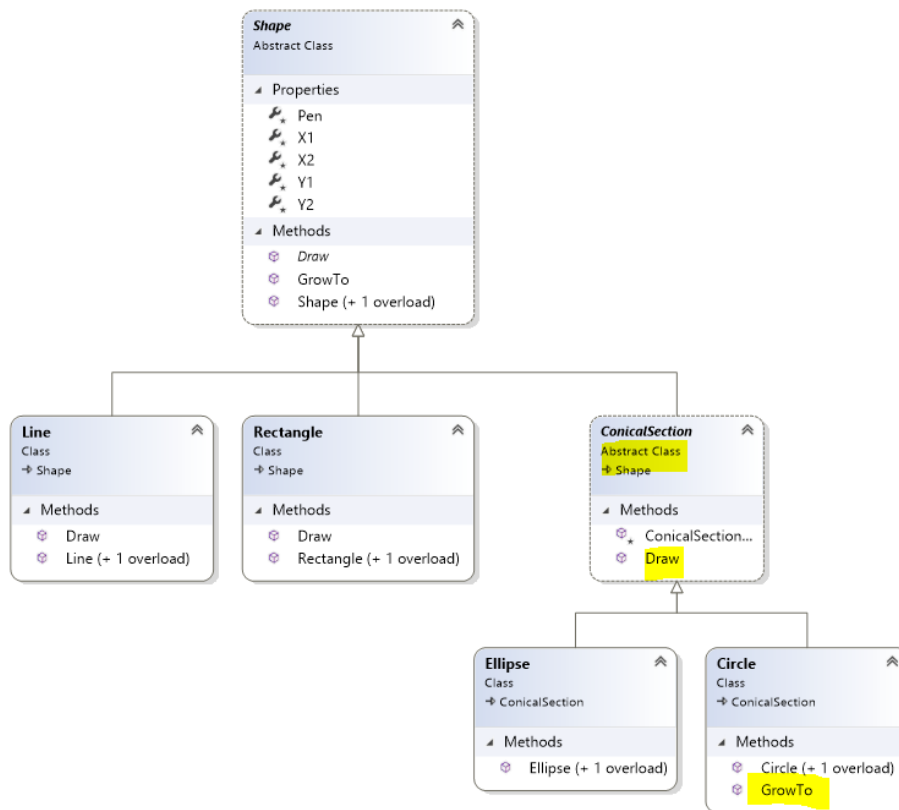 Shape
Abstract Class
Properties
Pen
X1
X2
Y1
Y2
Methods
Draw
GrowTo
Shape (+ 1 overload)
Line
Class
Shape
Methods
Draw
Line (+ 1 overload)
Rectangle
Class
Shape
Methods
Draw
Rectangle (+ 1 overload)
ConicalSection
Abstract Class
Shape
Methods
ConicalSection...
Draw
Ellipse
Class
ConicalSection
Methods
Ellipse (+ 1 overload)
Circle
Class
ConicalSection
Methods
Circle (+ 1 overload)
GrowTo